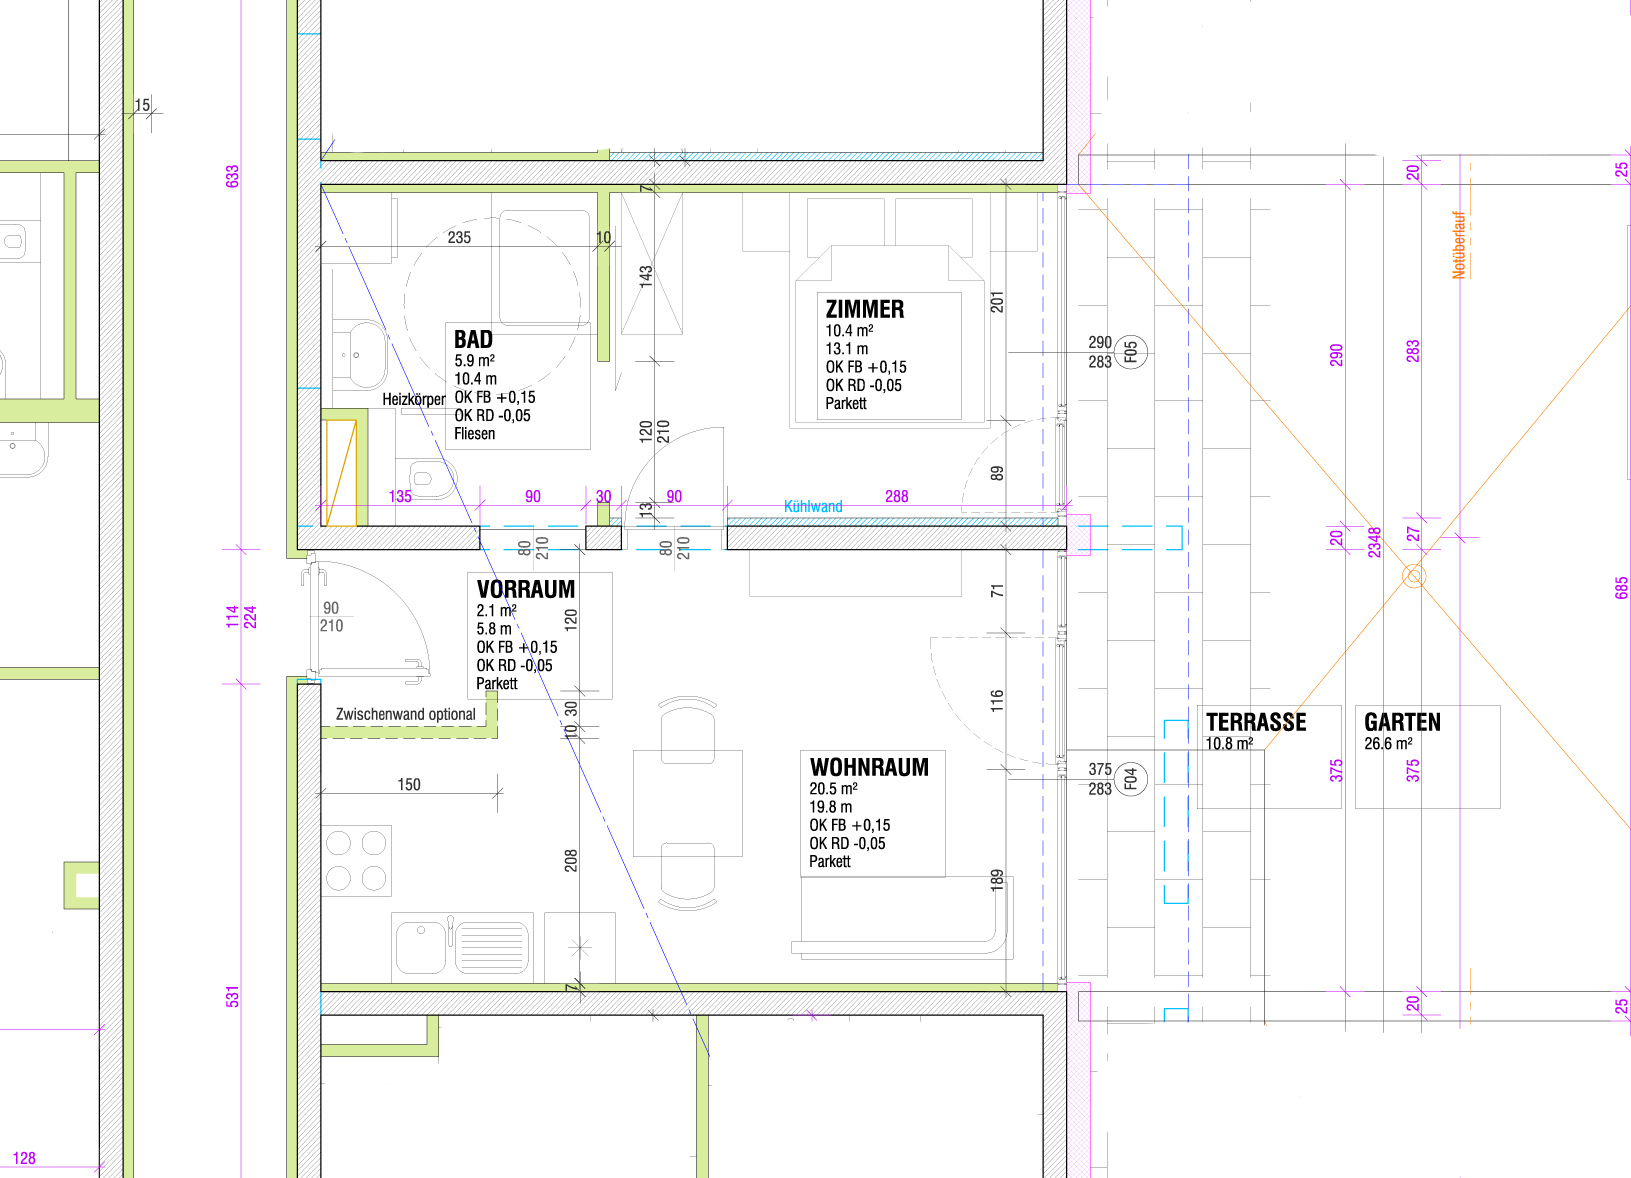 15
633
235
10
7
143
BAD
5.9 m²
10.4 m
OK FB +0,15
OK RD -0,05
Fliesen
Heizkörper
120
210
13
ZIMMER
10.4 m²
13.1 m
OK FB +0,15
OK RD -0,05
Parkett
201
89
290
283
F05
135
90
30
90
288
Kühlwand
80
210
80
210
114
224
90
210
VORRAUM
2.1 m²
5.8 m
OK FB +0,15
OK RD -0,05
Parkett
120
30
10
Zwischenwand optional
150
208
7
71
116
189
WOHNRAUM
20.5 m²
19.8 m
OK FB +0,15
OK RD -0,05
Parkett
375
283
F04
TERRASSE
10.8 m²
GARTEN
26.6 m²
20
25
Notüberlauf
290
283
20
2348
27
685
375
375
20
25
531
128